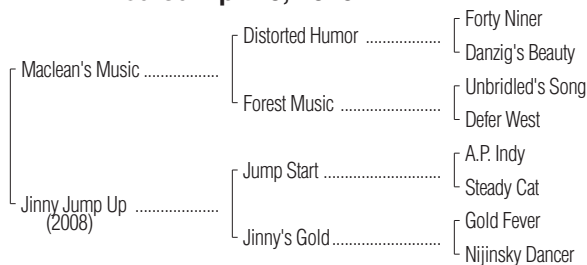 Forty Niner
Distorted Humor ....................
Danzig's Beauty
Maclean's Music ....................
Unbridled's Song
Forest Music ..........................
Defer West
A.P. Indy
Jump Start ..............................
Steady Cat
Jinny Jump Up ......................
(2008)
Gold Fever
Jinny's Gold............................
Nijinsky Dancer